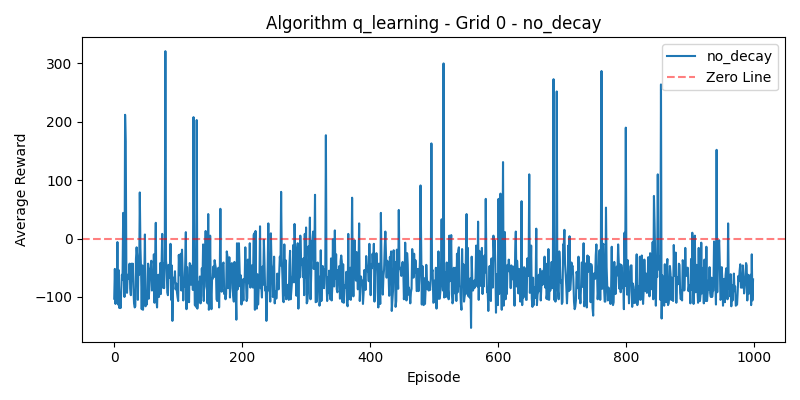 Algorithm q_learning - Grid 0 - no_decay
300
200
100
0
−100
Average Reward
no_decay
Zero Line
0 200 400 600 800 1000
Episode